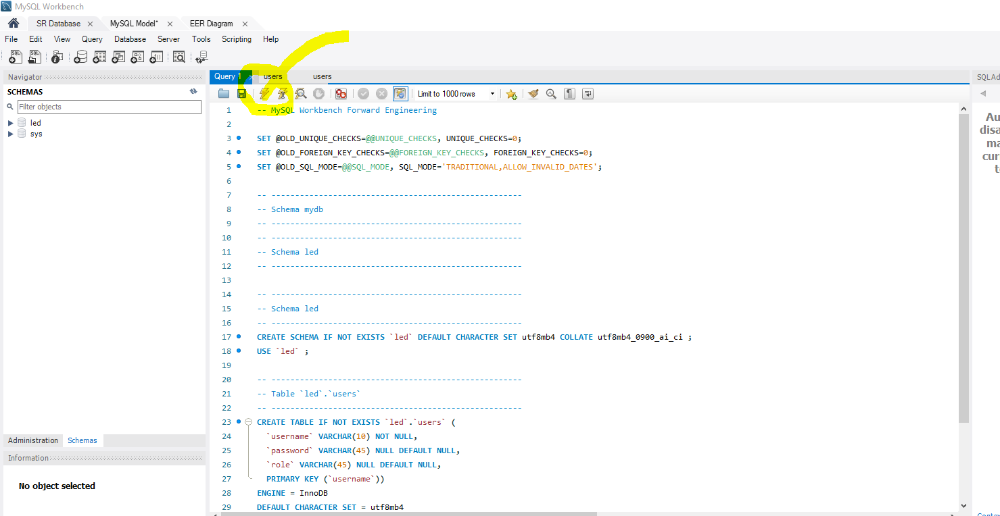 MySQL Workbench
SR Database MySQL Model* EER Diagram
File Edit View Query Database Server Tools Scripting Help
Navigator
SCHEMAS
Filter objects
led
sys
Administration Schemas
Information
No object selected
Query 1 users users
Limit to 1000 rows
1 -- MySQL Workbench Forward Engineering
2
3 SET @OLD_UNIQUE_CHECKS=@@UNIQUE_CHECKS, UNIQUE_CHECKS=0;
4 SET @OLD_FOREIGN_KEY_CHECKS=@@FOREIGN_KEY_CHECKS, FOREIGN_KEY_CHECKS=0;
5 SET @OLD_SQL_MODE=@@SQL_MODE, SQL_MODE='TRADITIONAL,ALLOW_INVALID_DATES';
6
7 -- -----------------------------------------------------
8 -- Schema mydb
9 -- -----------------------------------------------------
10 -- -----------------------------------------------------
11 -- Schema led
12 -- -----------------------------------------------------
13
14 -- -----------------------------------------------------
15 -- Schema led
16 -- -----------------------------------------------------
17 CREATE SCHEMA IF NOT EXISTS `led` DEFAULT CHARACTER SET utf8mb4 COLLATE utf8mb4_0900_ai_ci ;
18 USE `led` ;
19
20 -- -----------------------------------------------------
21 -- Table `led`.`users`
22 -- -----------------------------------------------------
23 CREATE TABLE IF NOT EXISTS `led`.`users` (
24 `username` VARCHAR(10) NOT NULL,
25 `password` VARCHAR(45) NULL DEFAULT NULL,
26 `role` VARCHAR(45) NULL DEFAULT NULL,
27 PRIMARY KEY (`username`))
28 ENGINE = InnoDB
29 DEFAULT CHARACTER SET = utf8mb4
SQL Ad
Au
disa
ma
cur
t